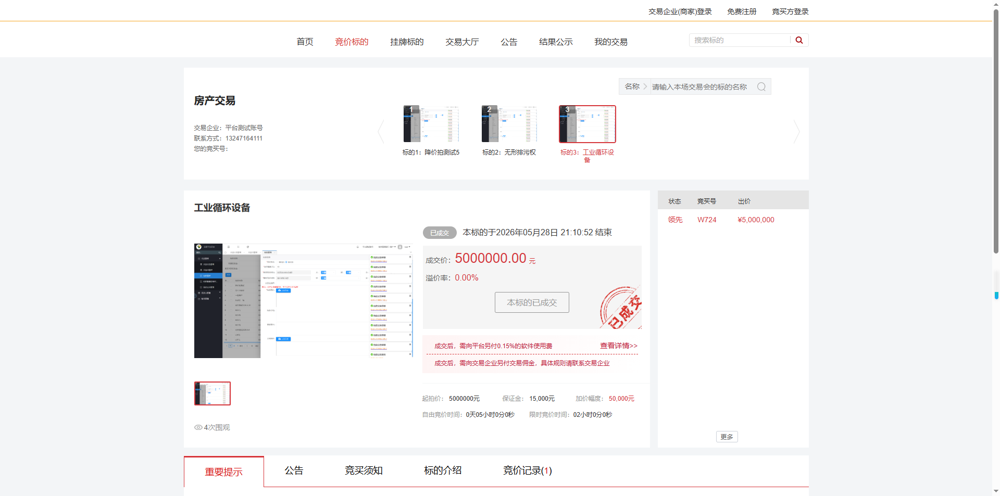 交易企业(商家)登录 免费注册 竞买方登录
首页 竞价标的 挂牌标的 交易大厅 公告 结果公示 我的交易 搜索标的
名称 请输入本场交易会的标的名称
房产交易
交易企业：平台测试账号
联系方式：13247164111
您的竞买号：
1 2 3
标的1：降价拍测试5 标的2：无形排污权 标的3：工业循环设
备
工业循环设备
已成交 本标的于2026年05月28日 21:10:52 结束
成交价：5000000.00 元
溢价率：0.00%
本标的已成交
已成交
成交后，需向平台另付0.15%的软件使用费 查看详情>>
成交后，需向交易企业另付交易佣金，具体规则请联系交易企业
起拍价： 5000000元 保证金： 15,000元 加价幅度： 50,000元
自由竞价时间：0天05小时0分0秒 限时竞价时间：02小时0分0秒
4次围观
状态 竞买号 出价
领先 W724 ¥5,000,000
更多
重要提示 公告 竞买须知 标的介绍 竞价记录(1)